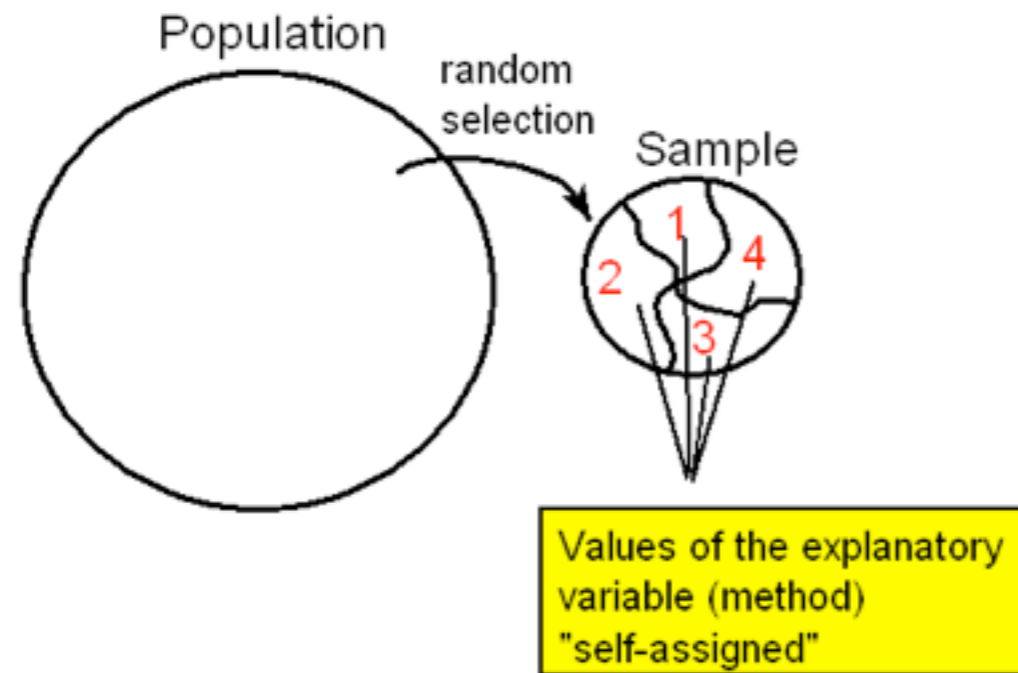 Population
random
selection
Sample
1
4
2
3
Values of the explanatory
variable (method)
"self-assigned"